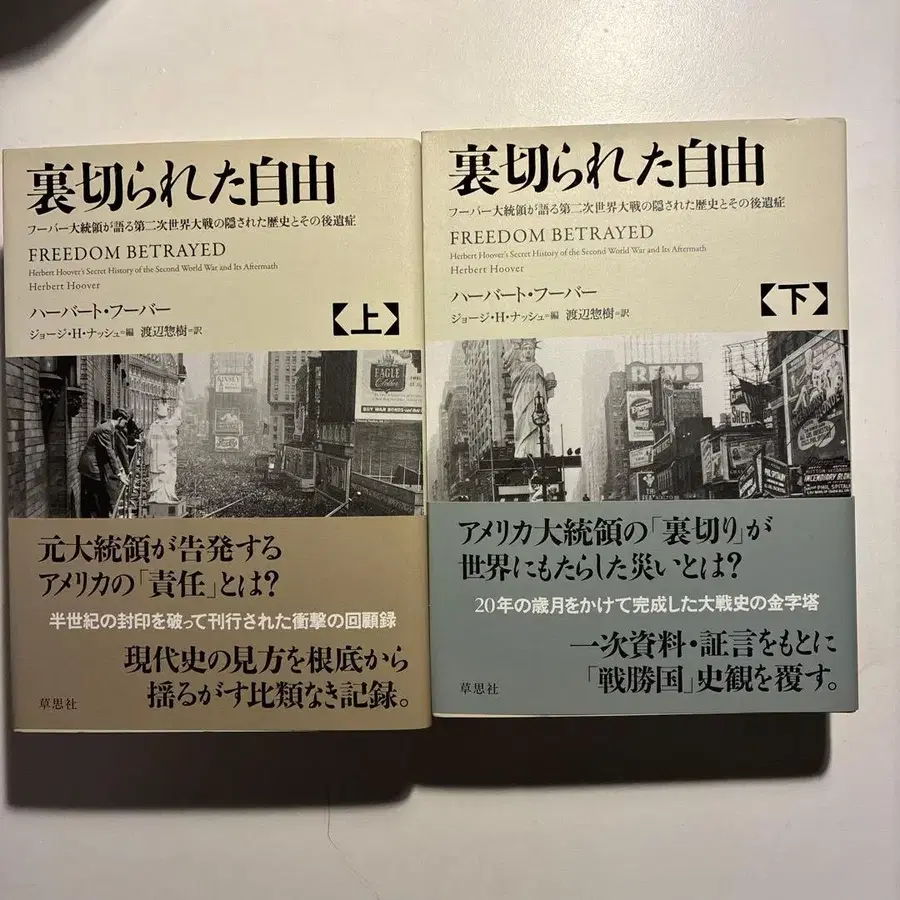 裏切られた自由
フーバー大統領が語る第二次世界大戦の隠された歴史とその後遺症
FREEDOM BETRAYED
Herbert Hoover's Secret History of the Second World War and Its Aftermath
Herbert Hoover
ハーバート・フーバー
ジョージ・H・ナッシュ=編 渡辺惣樹=訳
【上】
EAGLE
Clothes
BUY WAR BONDS
元大統領が告発する
アメリカの「責任」とは?
半世紀の封印を破って刊行された衝撃の回顧録
現代史の見方を根底から
揺るがす比類なき記録。
草思社
裏切られた自由
フーバー大統領が語る第二次世界大戦の隠された歴史とその後遺症
FREEDOM BETRAYED
Herbert Hoover's Secret History of the Second World War and Its Aftermath
Herbert Hoover
ハーバート・フーバー
ジョージ・H・ナッシュ=編 渡辺惣樹=訳
【下】
アメリカ大統領の「裏切り」が
世界にもたらした災いとは?
20年の歳月をかけて完成した大戦史の金字塔
一次資料・証言をもとに
「戦勝国」史観を覆す。
草思社